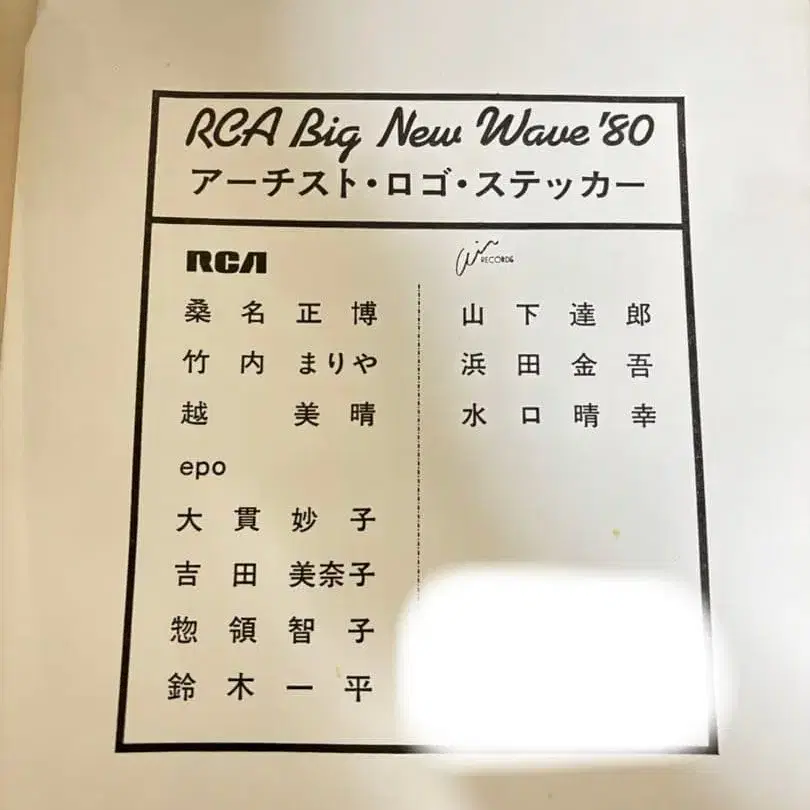 RCA Big New Wave '80
アーチスト・ロゴ・ステッカー
RCA
桑名正博
竹内まりや
越美晴
epo
大貫妙子
吉田美奈子
惣領智子
鈴木一平
air RECORDS
山下達郎
浜田金吾
水口晴幸